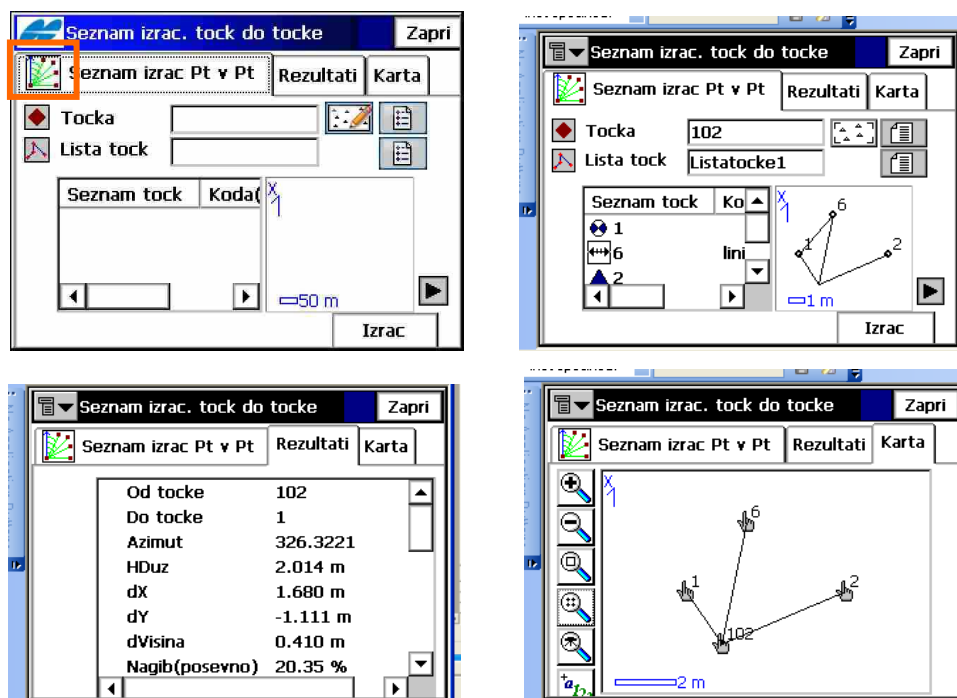 Seznam izrac. tock do tocke Zapri
Seznam izrac Pt v Pt Rezultati Karta
Tocka
Lista tock
Seznam tock Koda(
X
50 m
Izrac
Seznam izrac. tock do tocke Zapri
Seznam izrac Pt v Pt Rezultati Karta
Tocka 102
Lista tock Listatocke1
Seznam tock Ko
1
6 lini
2
X
6
1
2
1 m
Izrac
Seznam izrac. tock do tocke Zapri
Seznam izrac Pt v Pt Rezultati Karta
Od tocke 102
Do tocke 1
Azimut 326.3221
HDuz 2.014 m
dX 1.680 m
dY -1.111 m
dVisina 0.410 m
Nagib(posevno) 20.35 %
Seznam izrac. tock do tocke Zapri
Seznam izrac Pt v Pt Rezultati Karta
X
6
1
2
102
2 m